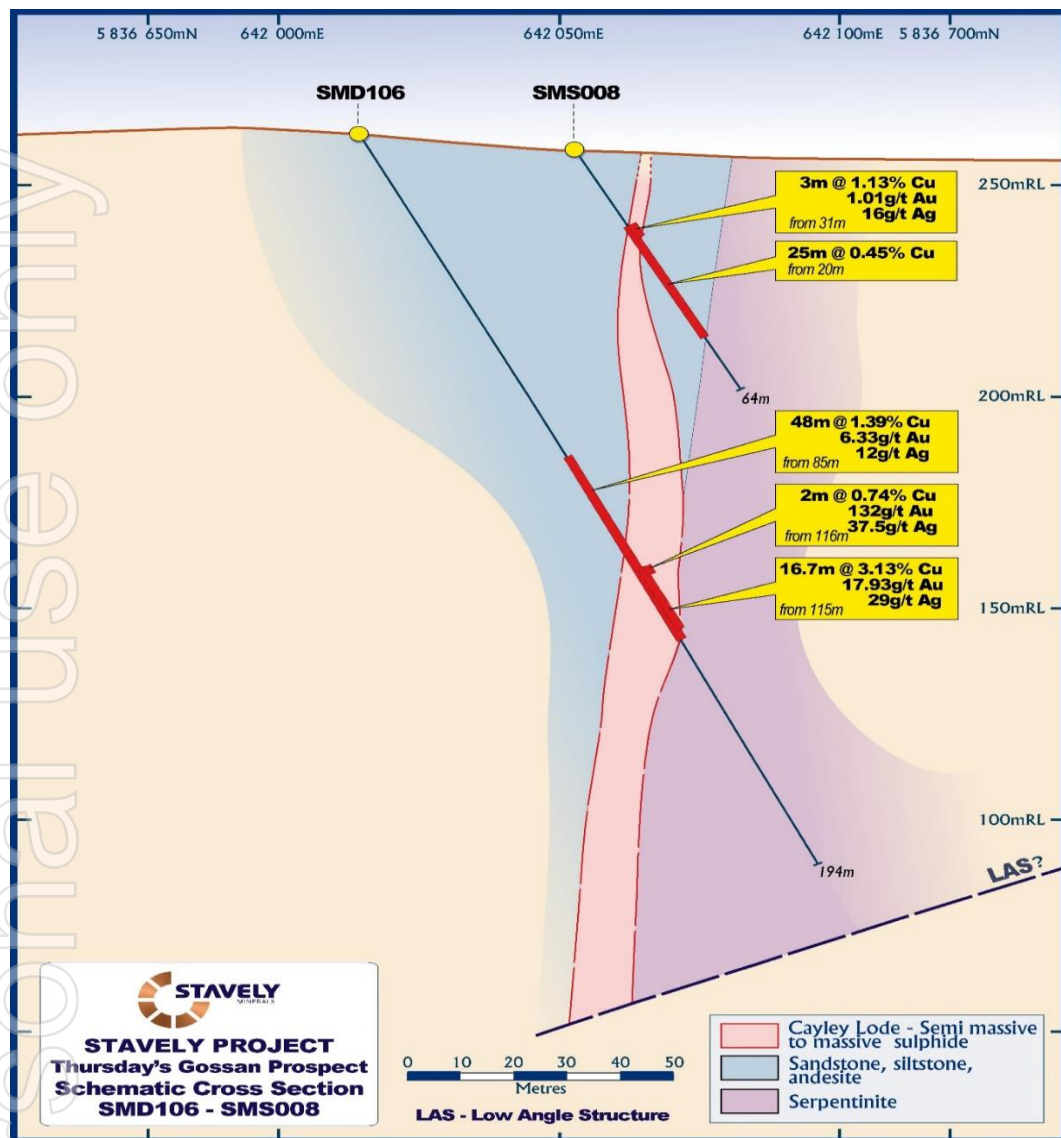 5 836 650mN
642 000mE
642 050mE
642 100mE
5 836 700mN
SMD106
SMS008
3m @ 1.13% Cu
1.01g/t Au
16g/t Ag
from 31m
250mRL
25m @ 0.45% Cu
from 20m
200mRL
64m
48m @ 1.39% Cu
6.33g/t Au
12g/t Ag
from 85m
2m @ 0.74% Cu
132g/t Au
37.5g/t Ag
from 116m
16.7m @ 3.13% Cu
17.93g/t Au
29g/t Ag
from 115m
150mRL
100mRL
194m
LAS?
STAVELY
MINERALS
STAVELY PROJECT
Thursday's Gossan Prospect
Schematic Cross Section
SMD106 - SMS008
0 10 20 30 40 50
Metres
LAS - Low Angle Structure
Cayley Lode - Semi massive
to massive sulphide
Sandstone, siltstone,
andesite
Serpentinite
sonal use only